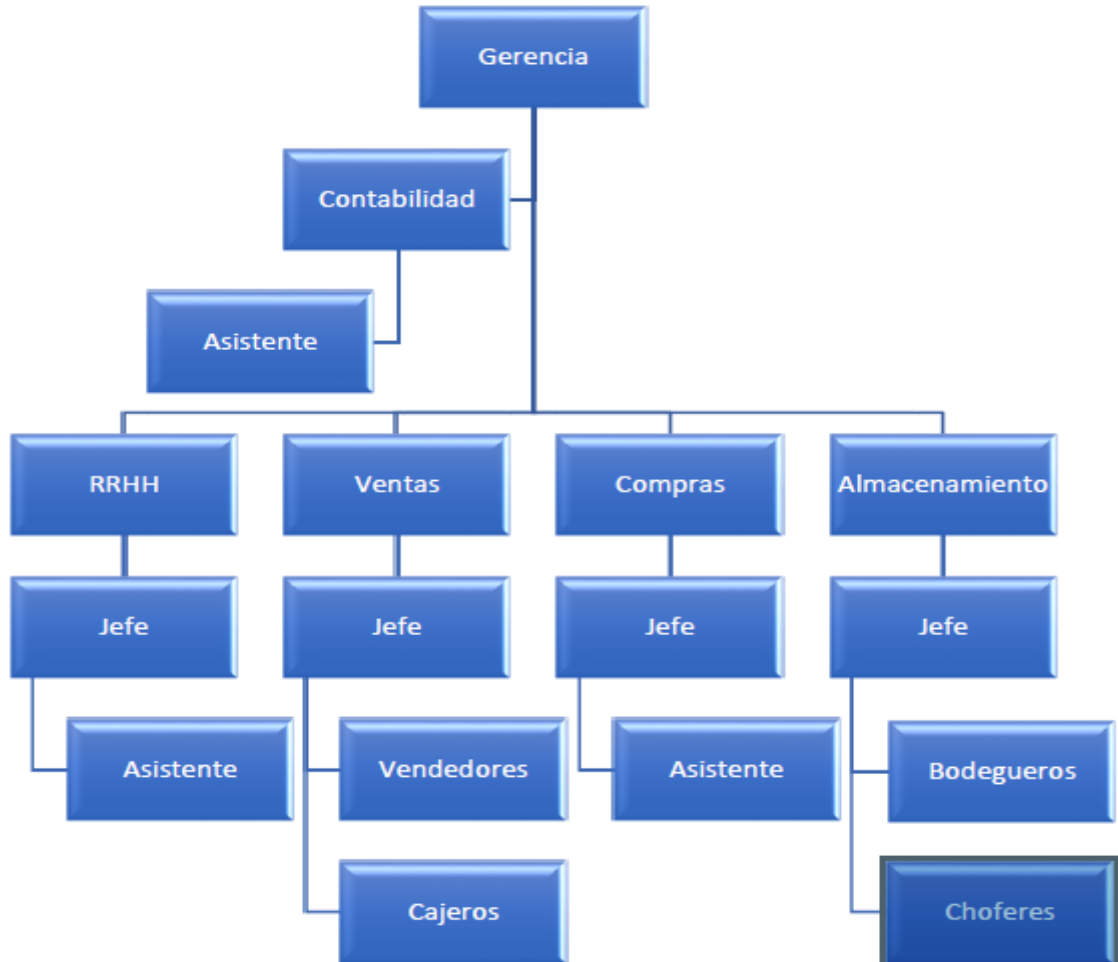 Gerencia
Contabilidad
Asistente
RRHH
Ventas
Compras
Almacenamiento
Jefe
Jefe
Jefe
Jefe
Asistente
Vendedores
Asistente
Bodegueros
Cajeros
Choferes